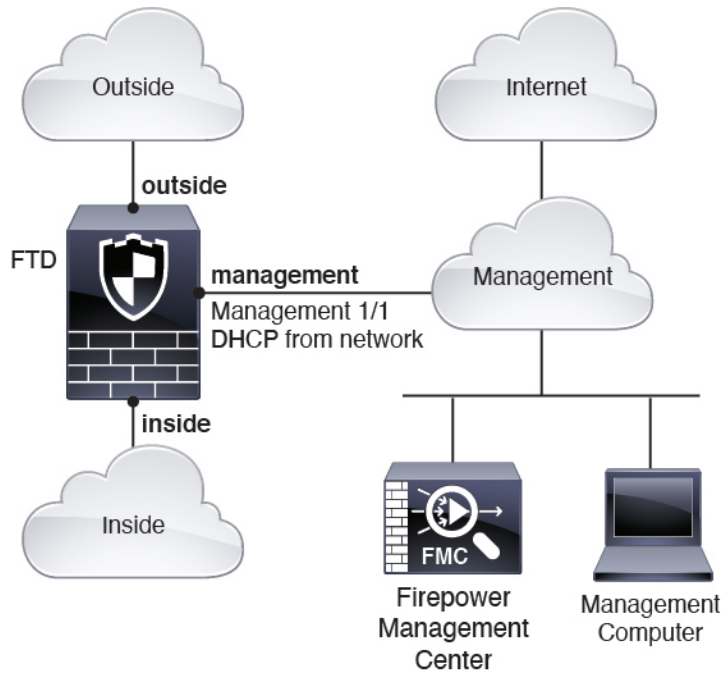 Outside
Internet
outside
FTD
management
Management
Management 1/1
DHCP from network
inside
Inside
FMC
Firepower
Management
Center
Management
Computer